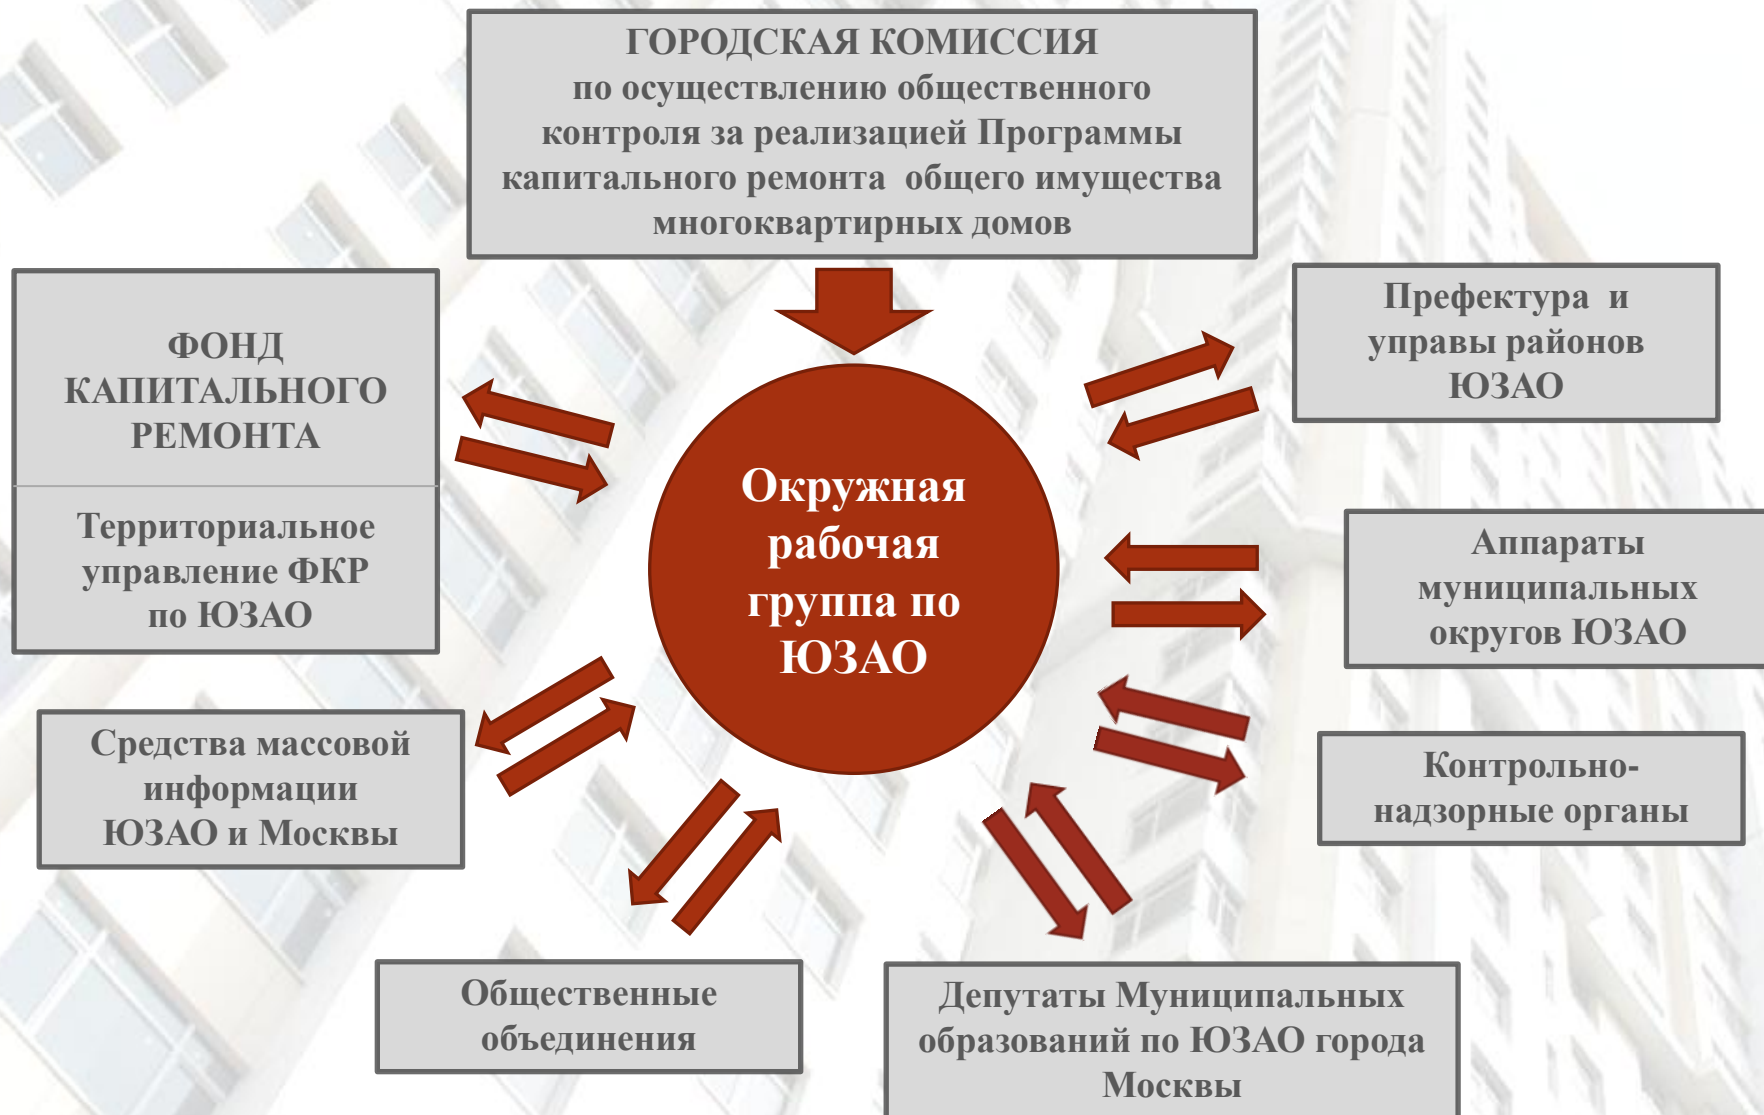 ГОРОДСКАЯ КОМИССИЯ
по осуществлению общественного
контроля за реализацией Программы
капитального ремонта общего имущества
многоквартирных домов
ФОНД
КАПИТАЛЬНОГО
РЕМОНТА
Территориальное
управление ФКР
по ЮЗАО
Префектура и
управы районов
ЮЗАО
Окружная
рабочая
группа по
ЮЗАО
Аппараты
муниципальных
округов ЮЗАО
Средства массовой
информации
ЮЗАО и Москвы
Контрольно-
надзорные органы
Общественные
объединения
Депутаты Муниципальных
образований по ЮЗАО города
Москвы